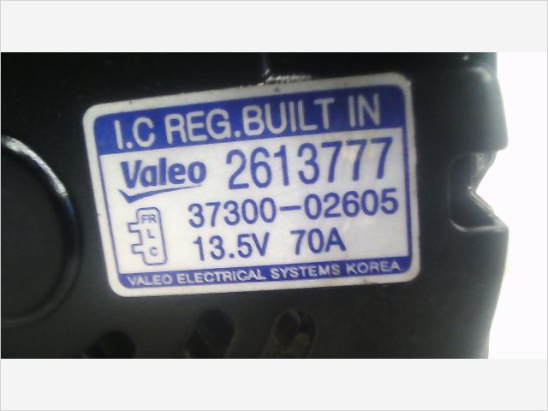 I.C REG.BUILT IN
Valeo 2613777
37300-02605
FR
L
C
13.5V 70A
VALEO ELECTRICAL SYSTEMS KOREA